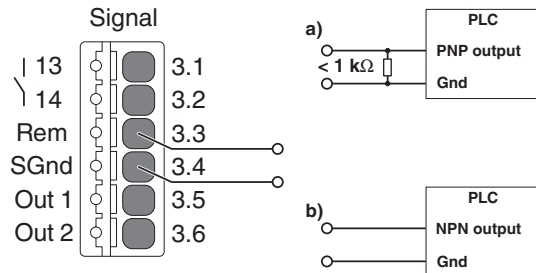 Signal
13
3.1
14
3.2
Rem
3.3
SGnd
3.4
Out 1
3.5
Out 2
3.6
a)
PLC
PNP output
< 1 kΩ
Gnd
b)
PLC
NPN output
Gnd